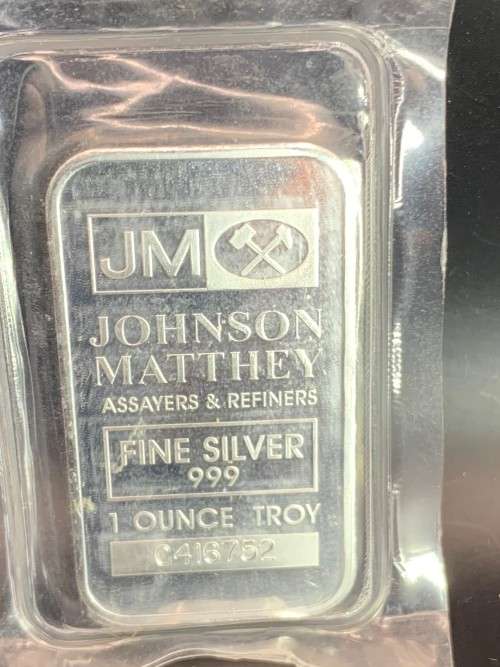 JM
JOHNSON
MATTHEY
ASSAYERS & REFINERS
FINE SILVER
999
1 OUNCE TROY
C416752